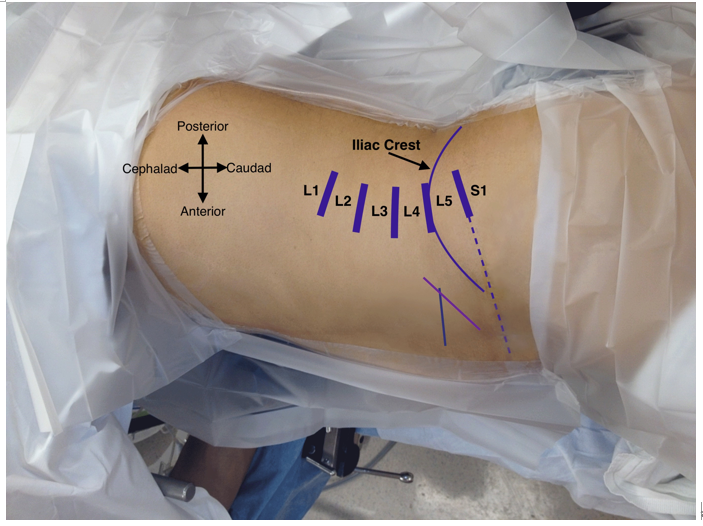 Posterior
Cephalad
Caudad
Anterior
Iliac Crest
L1
L2
L3
L4
L5
S1